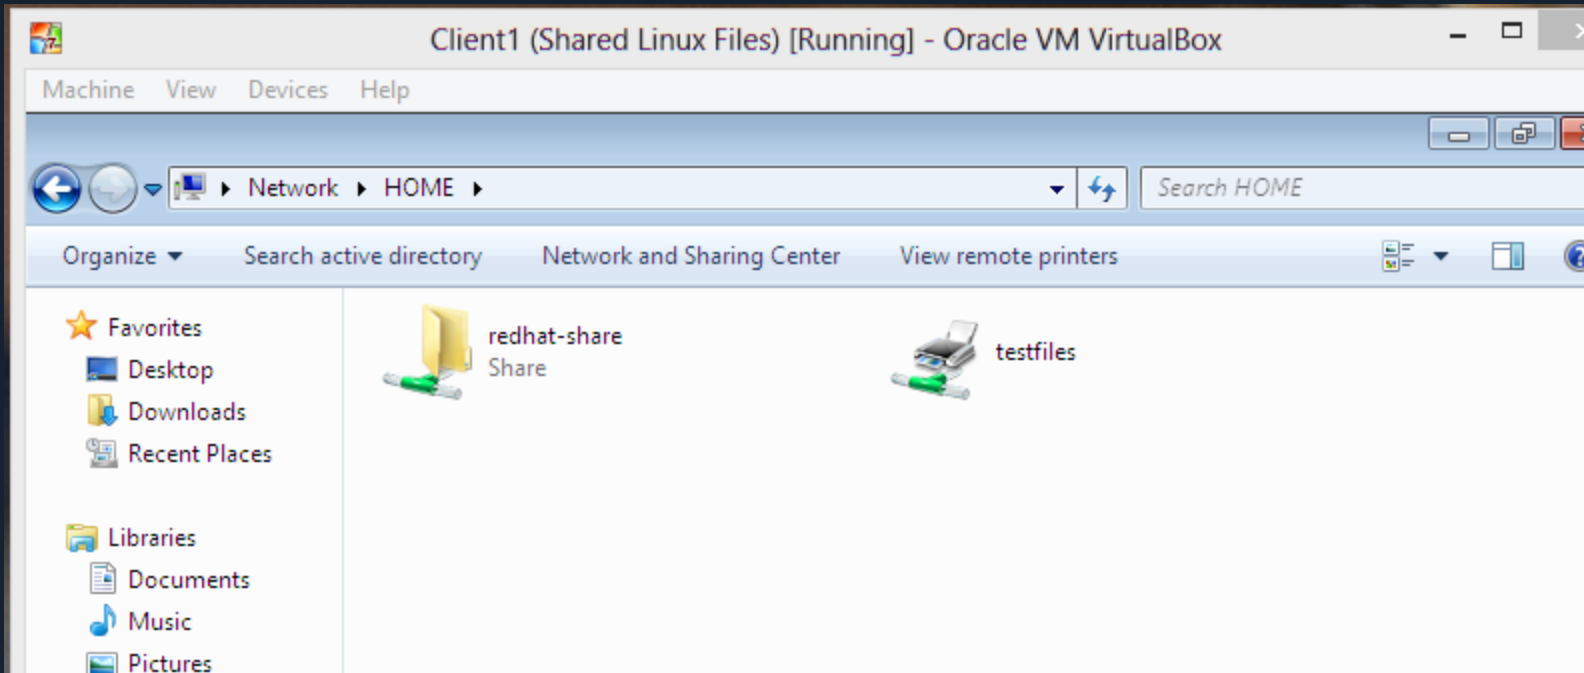 Client1 (Shared Linux Files) [Running] - Oracle VM VirtualBox
Machine View Devices Help
Network HOME
Search HOME
Organize Search active directory Network and Sharing Center View remote printers
Favorites
Desktop
Downloads
Recent Places
Libraries
Documents
Music
Pictures
redhat-share
Share
testfiles